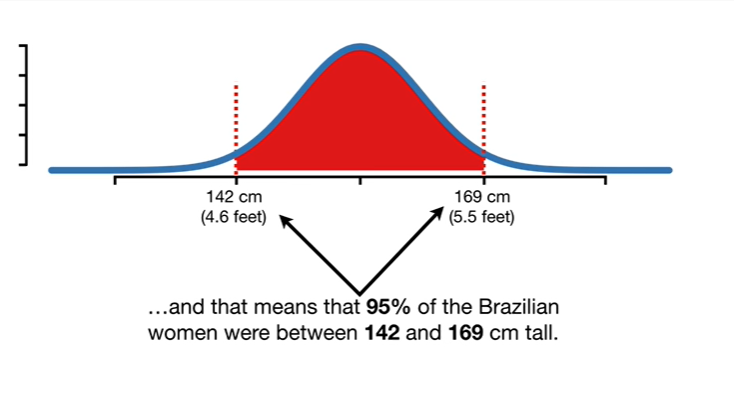 142 cm
(4.6 feet)
169 cm
(5.5 feet)
…and that means that 95% of the Brazilian
women were between 142 and 169 cm tall.